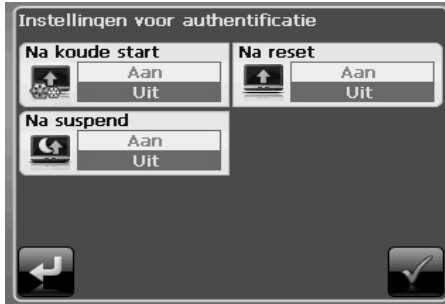 Instellingen voor authentificatie
Na koude start
Aan
Uit
Na reset
Aan
Uit
Na suspend
Aan
Uit